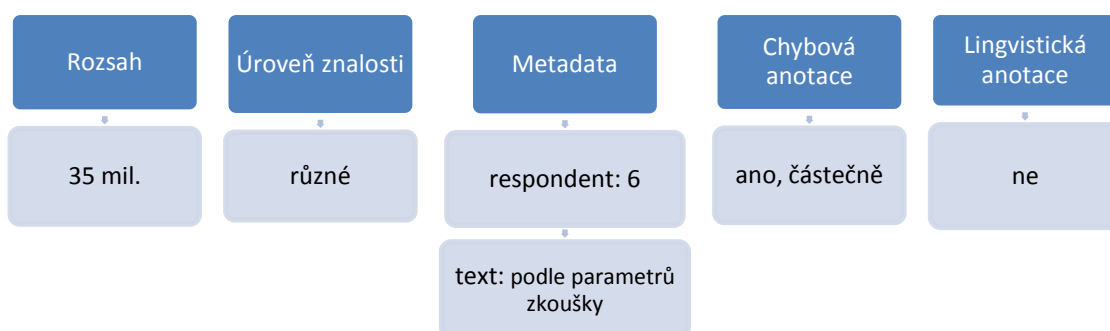 Rozsah
35 mil.
Úroveň znalosti
různé
Metadata
respondent: 6
text: podle parametrů
zkoušky
Chybová
anotace
ano, částečně
Lingvistická
anotace
ne